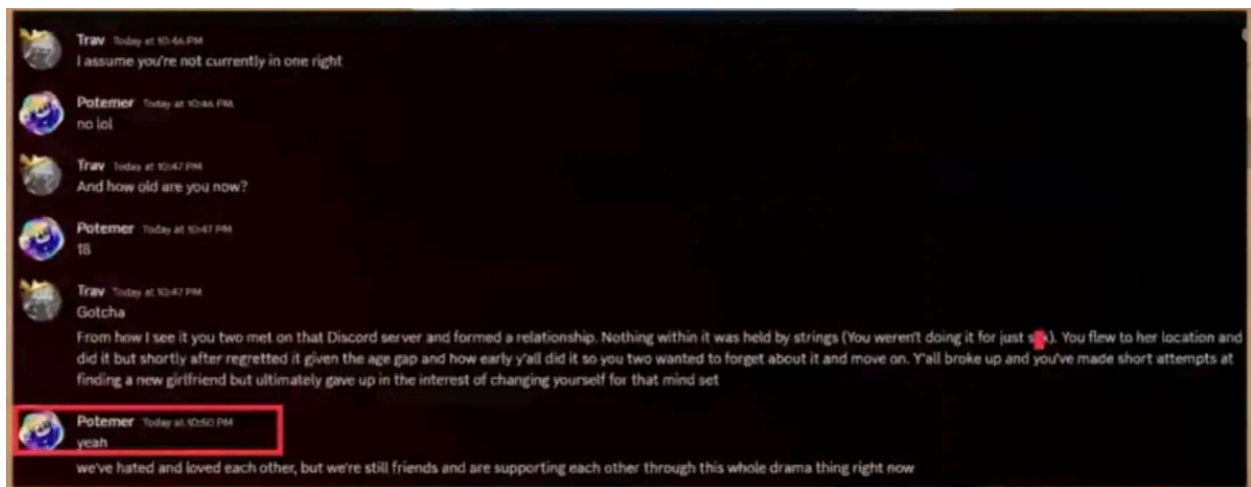 Trav Today at 10:46 PM
I assume you're not currently in one right
Potemer Today at 10:46 PM
no lol
Trav Today at 10:47 PM
And how old are you now?
Potemer Today at 10:47 PM
18
Trav Today at 10:47 PM
Gotcha
From how I see it you two met on that Discord server and formed a relationship. Nothing within it was held by strings (You weren't doing it for just s x). You flew to her location and
did it but shortly after regretted it given the age gap and how early y'all did it so you two wanted to forget about it and move on. Y'all broke up and you've made short attempts at
finding a new girlfriend but ultimately gave up in the interest of changing yourself for that mind set
Potemer Today at 10:50 PM
yeah
we've hated and loved each other, but we're still friends and are supporting each other through this whole drama thing right now